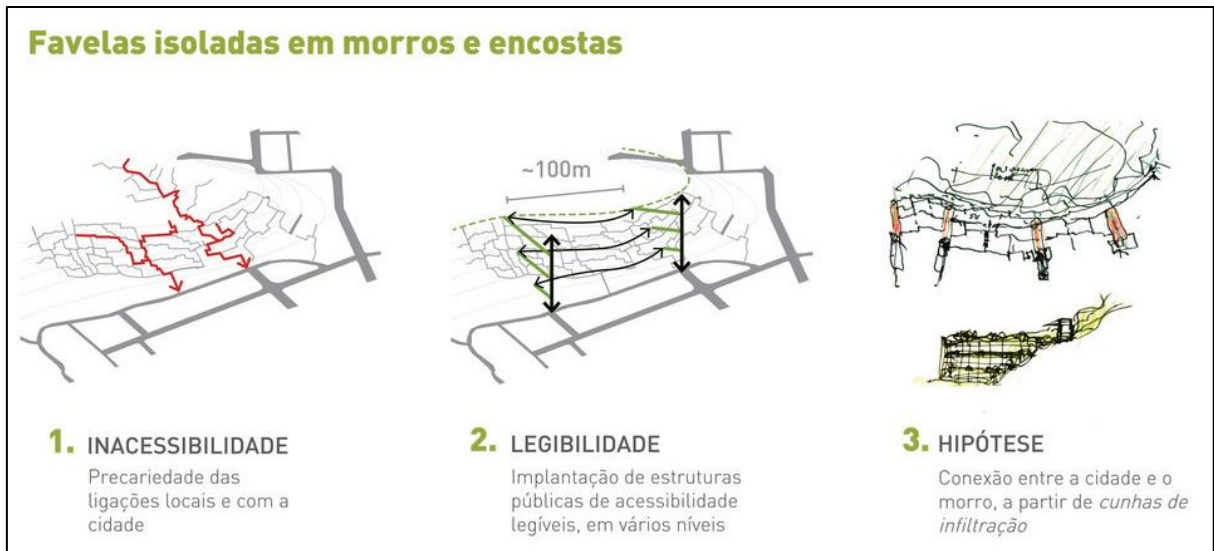 Favelas isoladas em morros e encostas
~100m
1. INACESSIBILIDADE
Precariedade das
ligações locais e com a
cidade
2. LEGIBILIDADE
Implantação de estruturas
públicas de acessibilidade
legíveis, em vários níveis
3. HIPÓTESE
Conexão entre a cidade e o
morro, a partir de cunhas de
infiltração